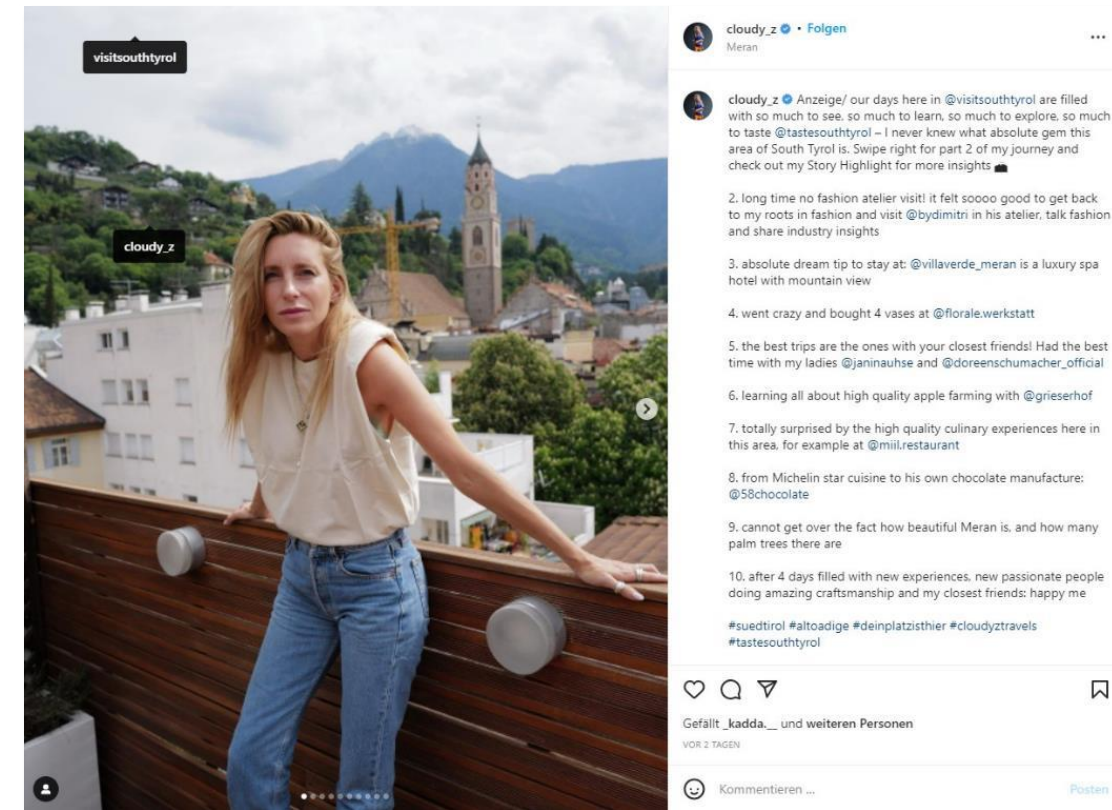 visitsouthtyrol
cloudy_z
cloudy_z • Folgen
Meran
cloudy_z Anzeige/ our days here in @visitsouthtyrol are filled
with so much to see, so much to learn, so much to explore, so much
to taste @tastesouthtyrol – I never knew what absolute gem this
area of South Tyrol is. Swipe right for part 2 of my journey and
check out my Story Highlight for more insights
2. long time no fashion atelier visit! it felt soooo good to get back
to my roots in fashion and visit @bydimitri in his atelier, talk fashion
and share industry insights
3. absolute dream tip to stay at: @villaverde_meran is a luxury spa
hotel with mountain view
4. went crazy and bought 4 vases at @florale.werkstatt
5. the best trips are the ones with your closest friends! Had the best
time with my ladies @janinauhse and @doreenschumacher_official
6. learning all about high quality apple farming with @grieserhof
7. totally surprised by the high quality culinary experiences here in
this area, for example at @miil.restaurant
8. from Michelin star cuisine to his own chocolate manufacture:
@58chocolate
9. cannot get over the fact how beautiful Meran is, and how many
palm trees there are
10. after 4 days filled with new experiences, new passionate people
doing amazing craftsmanship and my closest friends: happy me
#suedtirol #altoadige #deinplatzisthier #cloudyztravels
#tastesouthtyrol
Gefällt _kadda.__ und weiteren Personen
VOR 2 TAGEN
Kommentieren ...
Posten